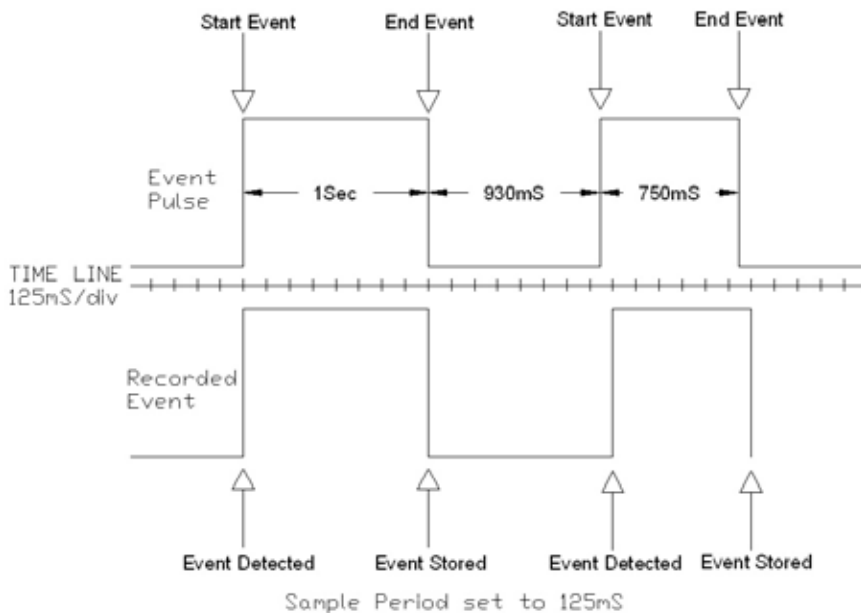 Start Event
End Event
Start Event
End Event
Event
Pulse
1Sec
930mS
750mS
TIME LINE
125mS/div
Recorded
Event
Event Detected
Event Stored
Event Detected
Event Stored
Sample Period set to 125mS